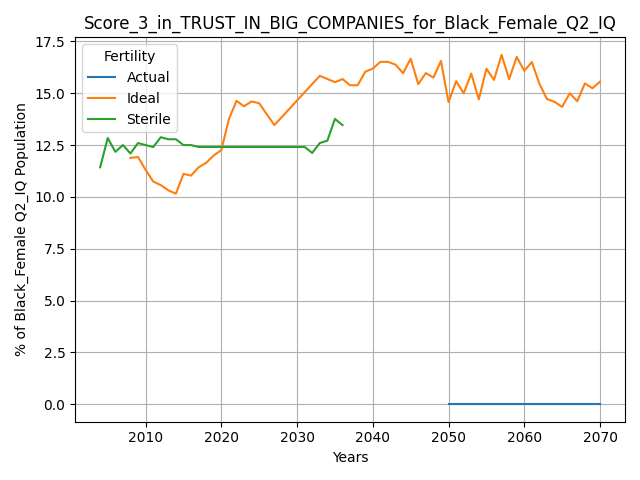 Score_3_in_TRUST_IN_BIG_COMPANIES_for_Black_Female_Q2_IQ
Fertility
Actual
Ideal
Sterile
% of Black_Female Q2_IQ Population
17.5
15.0
12.5
10.0
7.5
5.0
2.5
0.0
2010 2020 2030 2040 2050 2060 2070
Years